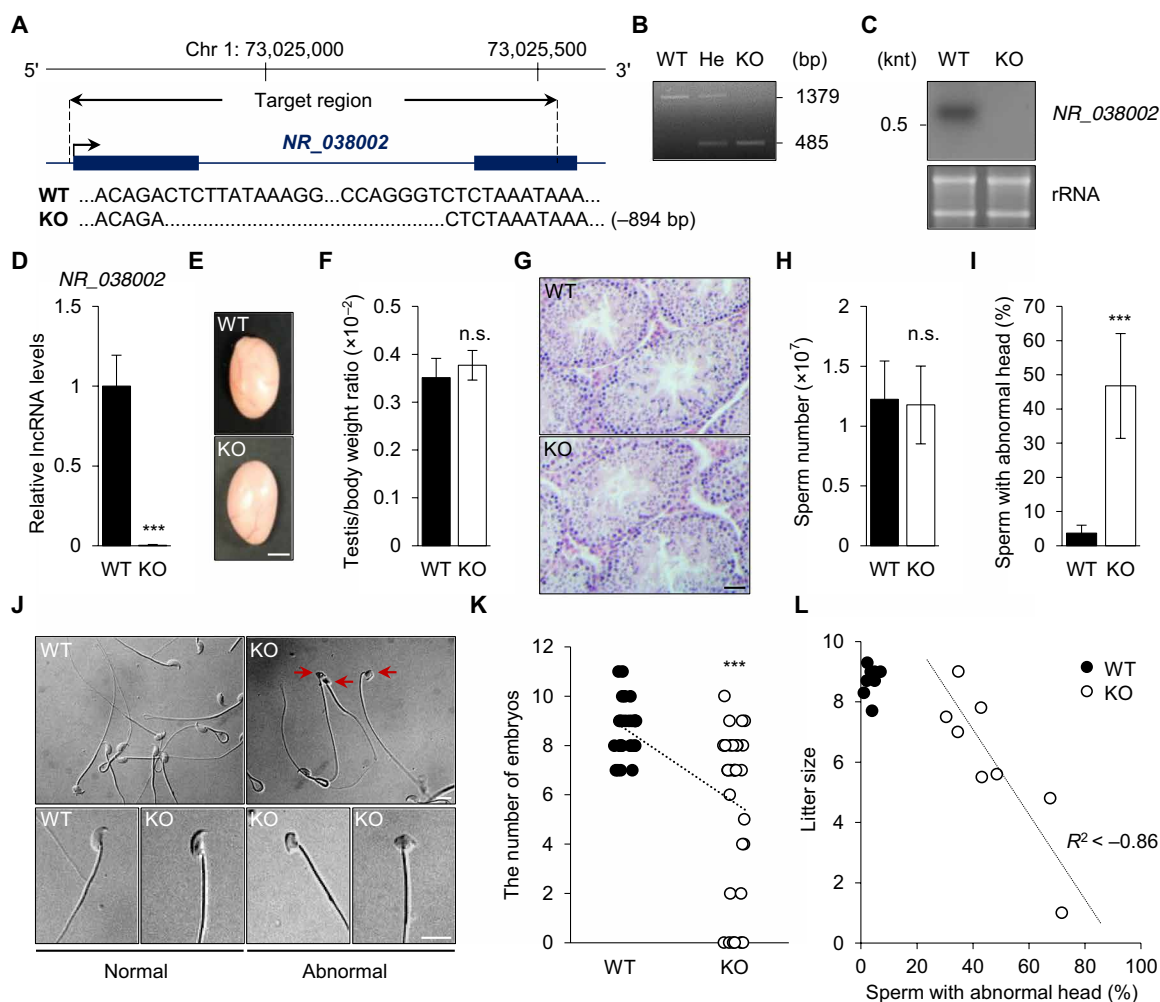 A
Chr 1: 73,025,000
73,025,500
5'
3'
Target region
NR_038002
WT ...ACAGACTCTTATAAAGG...CCAGGGTCTCTAAATAAA...
KO ...ACAGA................................................CTCTAAATAAA... (–894 bp)
B
WT He KO (bp)
1379
485
C
(knt) WT KO
0.5
NR_038002
rRNA
D
NR_038002
Relative lncRNA levels
1.5
1
0.5
0
***
WT KO
E
WT
KO
F
Testis/body weight ratio (×10⁻²)
0.5
0.4
0.3
0.2
0.1
0
n.s.
WT KO
G
WT
KO
H
Sperm number (×10⁷)
2
1.5
1
0.5
0
n.s.
WT KO
I
Sperm with abnormal head (%)
70
60
50
40
30
20
10
0
***
WT KO
J
WT
KO
WT
KO
KO
KO
Normal
Abnormal
K
The number of embryos
12
10
8
6
4
2
0
***
WT
KO
L
Litter size
10
8
6
4
2
0
WT
KO
R² < –0.86
0 20 40 60 80 100
Sperm with abnormal head (%)